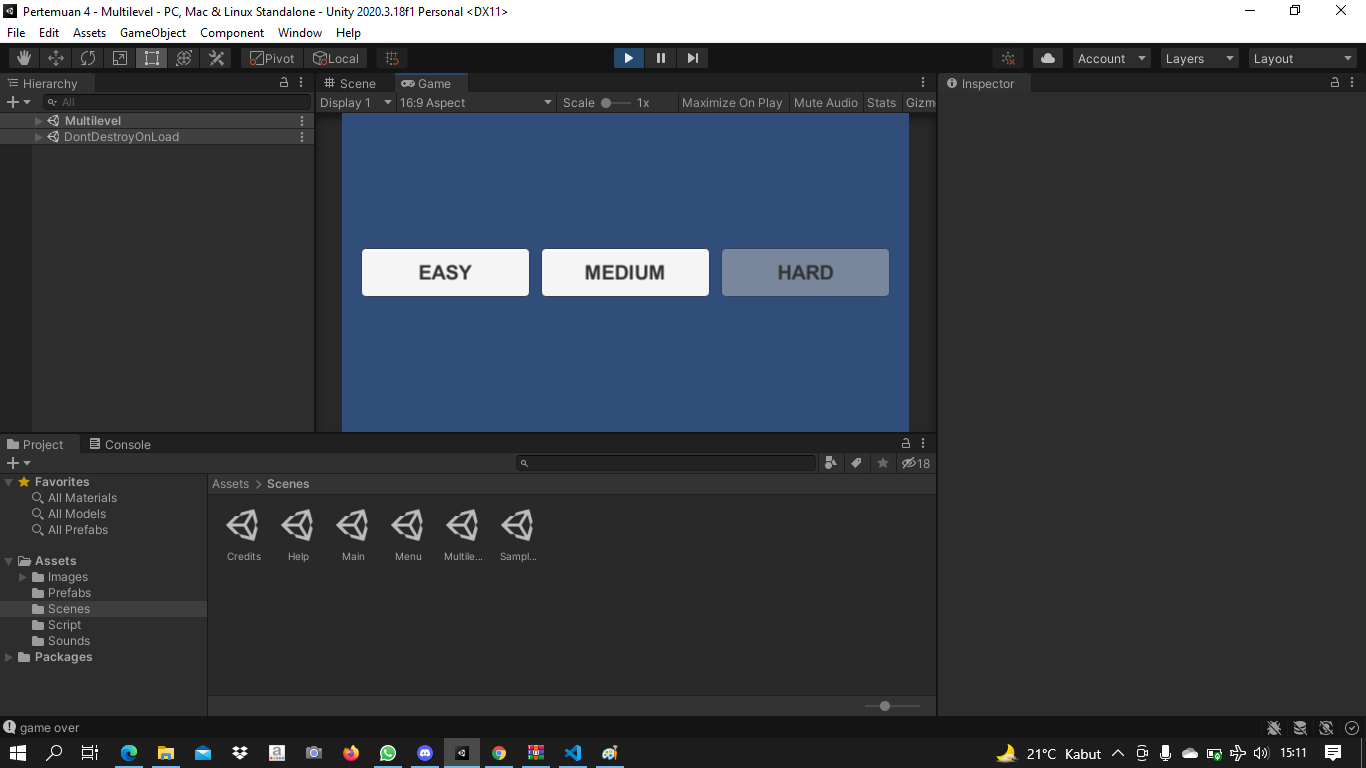 Pertemuan 4 - Multilevel - PC, Mac & Linux Standalone - Unity 2020.3.18f1 Personal <DX11>
File Edit Assets GameObject Component Window Help
Pivot Local Account Layers Layout
Hierarchy
All
Multilevel
DontDestroyOnLoad
Scene Game
Display 1 16:9 Aspect Scale 1x Maximize On Play Mute Audio Stats Gizm
EASY MEDIUM HARD
Inspector
Project Console
18
Favorites
All Materials
All Models
All Prefabs
Assets
Images
Prefabs
Scenes
Script
Sounds
Packages
Assets > Scenes
Credits Help Main Menu Multile... Sampl...
game over
21°C Kabut 15:11